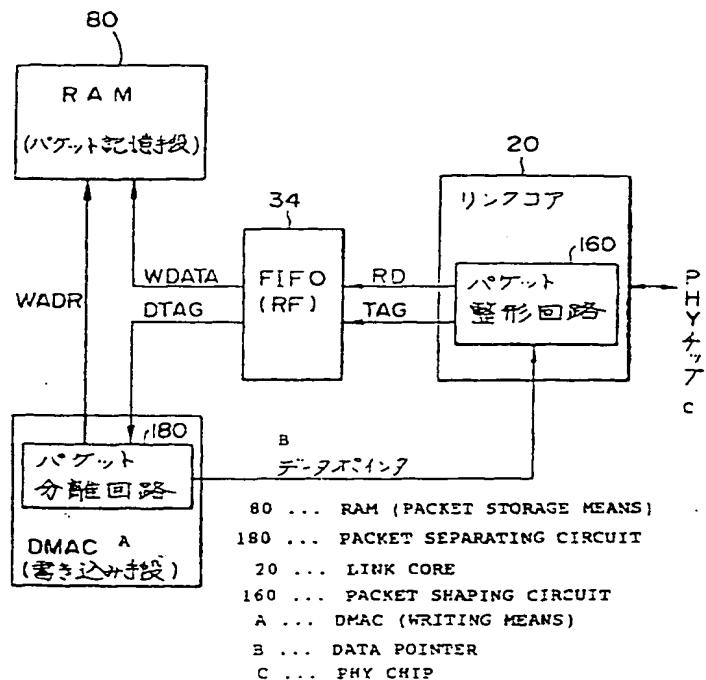 80
RAM
(パケット記憶手段)
20
リンクコア
34
160
FIFO
(RF)
パケット
整形回路
WDATA
DTAG
RD
TAG
WADR
PHYチップ
C
180
パケット
分離回路
DMAC A
(書き込み手段)
B
データポインタ
80 ... RAM (PACKET STORAGE MEANS)
180 ... PACKET SEPARATING CIRCUIT
20 ... LINK CORE
160 ... PACKET SHAPING CIRCUIT
A ... DMAC (WRITING MEANS)
B ... DATA POINTER
C ... PHY CHIP